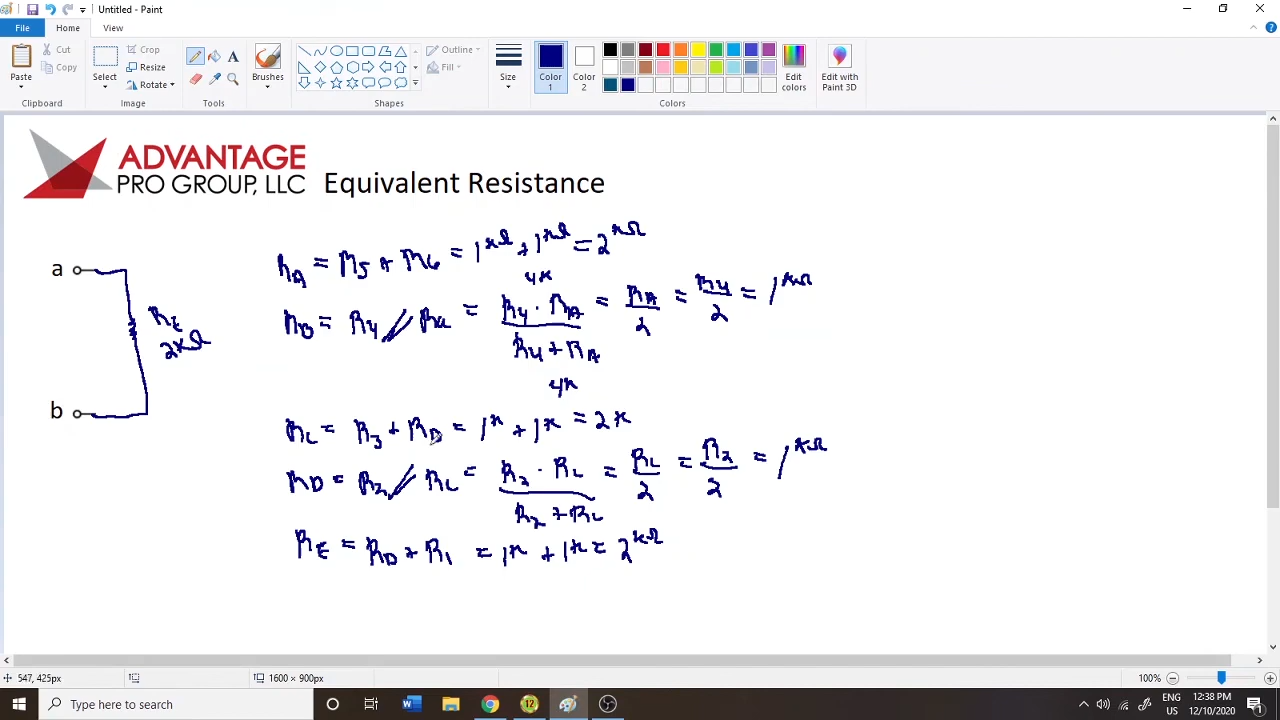 Untitled - Paint
File Home View
Paste
Cut
Copy
Clipboard
Select
Crop
Resize
Rotate
Image
Tools
Brushes
Shapes
Outline
Fill
Size
Color 1
Color 2
Edit colors
Edit with Paint 3D
Colors
ADVANTAGE
PRO GROUP, LLC
Equivalent Resistance
a
b
RE
2KΩ
RA = R5 + R6 = 1KΩ + 1KΩ = 2KΩ
4K
RB = R4 // RA = R4 · RA / R4 + RA = RA / 2 = R4 / 2 = 1KΩ
4K
RC = R3 + RB = 1K + 1K = 2K
RD = R2 // RC = R2 · RC / R2 + RC = RC / 2 = R2 / 2 = 1KΩ
RE = RD + R1 = 1K + 1K = 2KΩ
547, 425px
1600 × 900px
100%
Type here to search
12
ENG
US
12:38 PM
12/10/2020
1